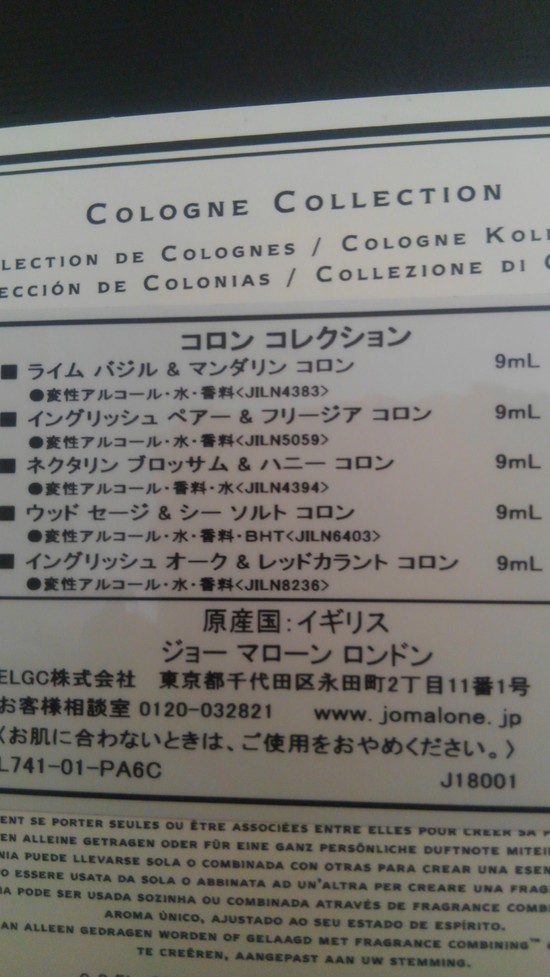 COLOGNE COLLECTION
LECTION DE COLOGNES / COLOGNE KOLL
ECCIÓN DE COLONIAS / COLLEZIONE DI
コロン コレクション
■ ライム バジル & マンダリン コロン 9mL
●変性アルコール・水・香料<JILN4383>
■ イングリッシュ ペアー & フリージア コロン 9mL
●変性アルコール・水・香料<JILN5059>
■ ネクタリン ブロッサム & ハニー コロン 9mL
●変性アルコール・香料・水<JILN4394>
■ ウッド セージ & シー ソルト コロン 9mL
●変性アルコール・水・香料・BHT<JILN6403>
■ イングリッシュ オーク & レッドカラント コロン 9mL
●変性アルコール・水・香料<JILN8236>
原産国:イギリス
ジョー マローン ロンドン
ELGC株式会社 東京都千代田区永田町2丁目11番1号
お客様相談室 0120-032821 www.jomalone.jp
〈お肌に合わないときは、ご使用をおやめください。〉
L741-01-PA6C J18001
ENT SE PORTER SEULES OU ÊTRE ASSOCIÉES ENTRE ELLES POUR CRÉER SA P
EN ALLEINE GETRAGEN ODER FÜR EINE GANZ PERSÖNLICHE DUFTNOTE MITEIN
NIA PUEDE LLEVARSE SOLA O COMBINADA CON OTRAS PARA CREAR UNA ESEN
O ESSERE USATA DA SOLA O ABBINATA AD UN'ALTRA PER CREARE UNA FRAG
IA PODE SER USADA SOZINHA OU COMBINADA ATRAVÉS DE FRAGRANCE COMB
AROMA ÚNICO, AJUSTADO AO SEU ESTADO DE ESPÍRITO.
AN ALLEEN GEDRAGEN WORDEN OF GELAAGD MET FRAGRANCE COMBINING™
TE CREËREN, AANGEPAST AAN UW STEMMING.